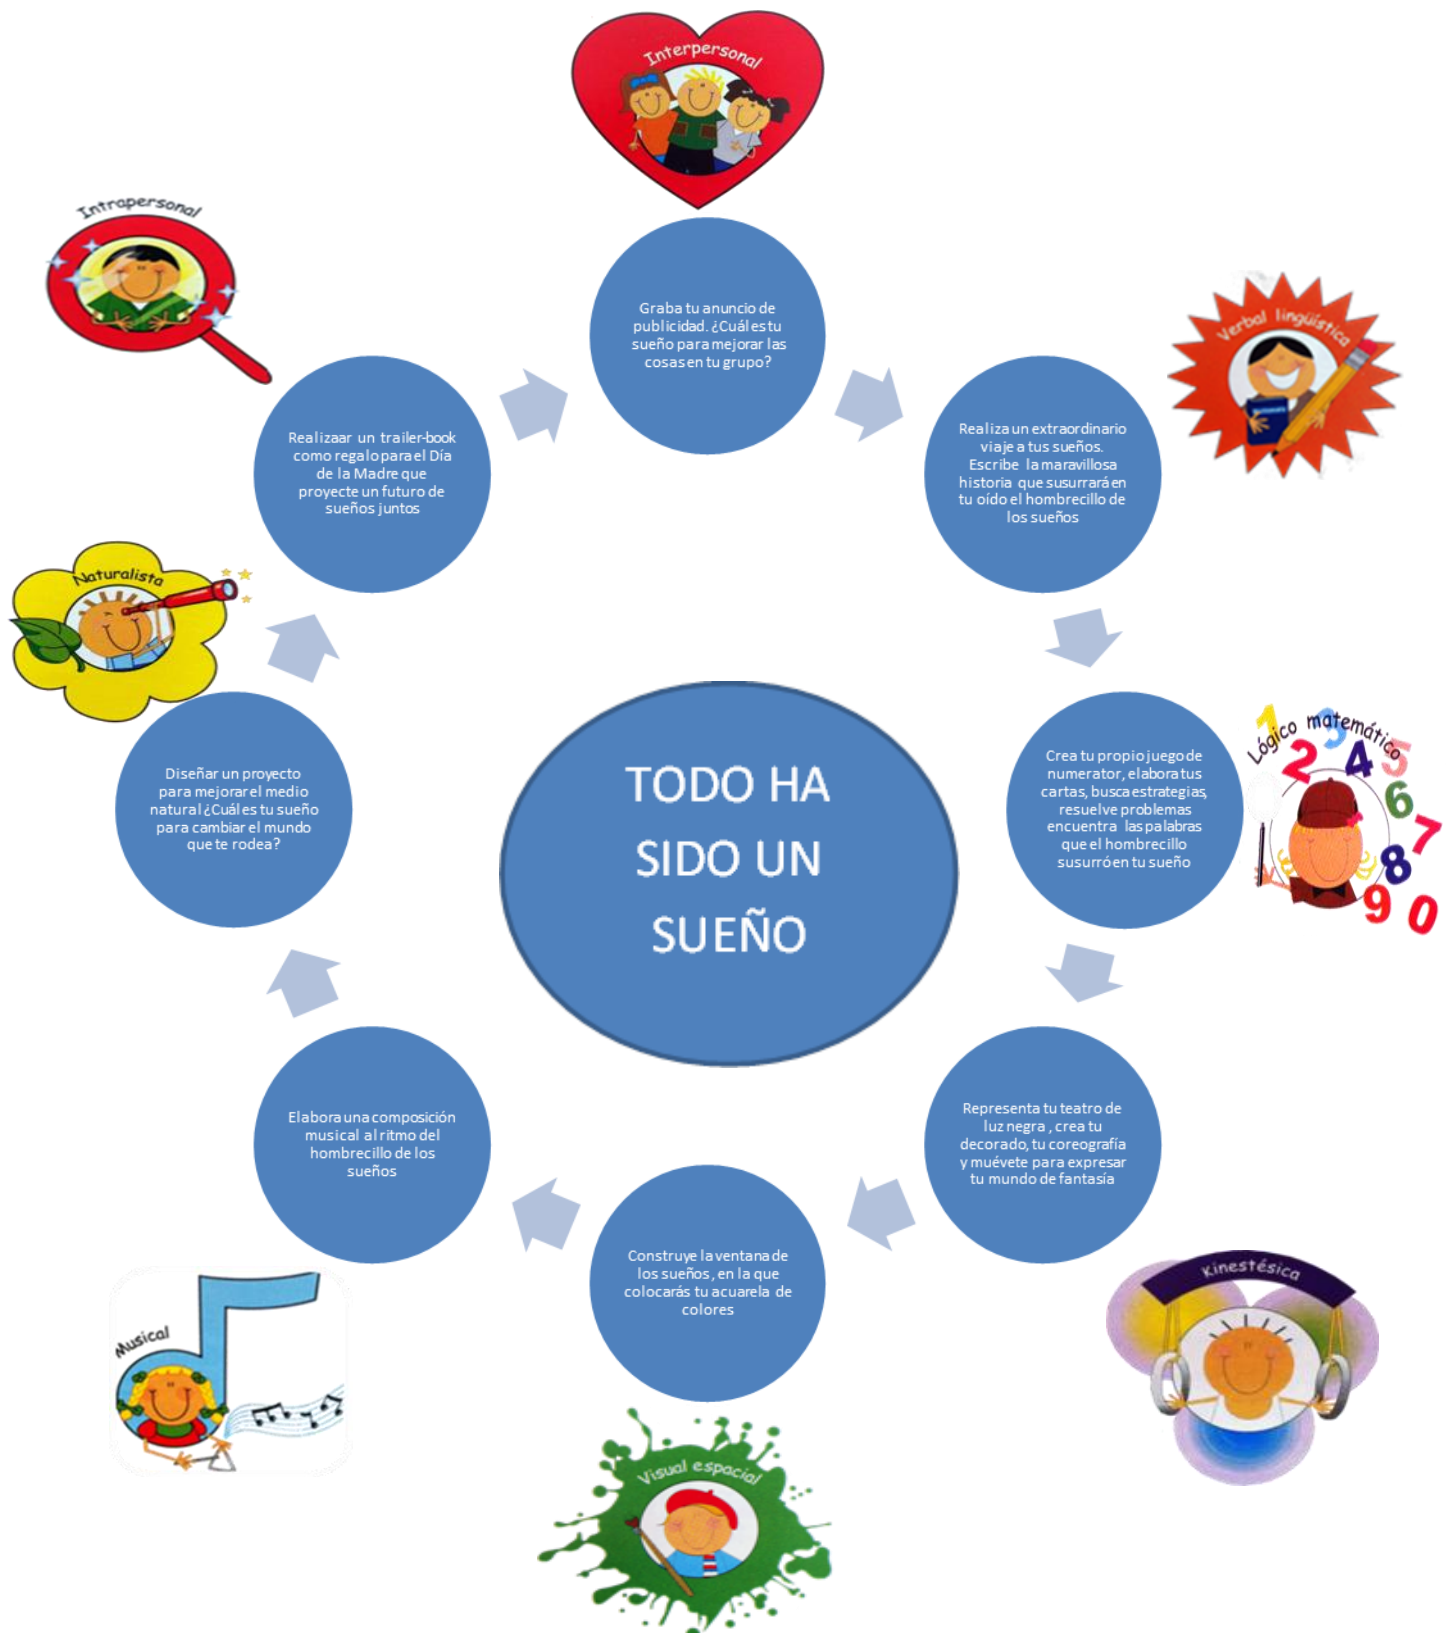 Interpersonal
Graba tu anuncio de
publicidad. ¿Cuál es tu
sueño para mejorar las
cosas en tu grupo?
Verbal lingüística
Realiza un extraordinario
viaje a tus sueños.
Escribe la maravillosa
historia que susurrará en
tu oído el hombrecillo de
los sueños
Lógico matemático
1 2 3 4 5 6 7 8 9 0
Crea tu propio juego de
numerator, elabora tus
cartas, busca estrategias,
resuelve problemas
encuentra las palabras
que el hombrecillo
susurró en tu sueño
Representa tu teatro de
luz negra , crea tu
decorado, tu coreografía
y muévete para expresar
tu mundo de fantasía
Kinestésica
Construye la ventana de
los sueños, en la que
colocarás tu acuarela de
colores
Visual espacial
Elabora una composición
musical al ritmo del
hombrecillo de los
sueños
Musical
Diseñar un proyecto
para mejorar el medio
natural ¿Cuál es tu sueño
para cambiar el mundo
que te rodea?
Naturalista
Realizaar un trailer-book
como regalo para el Día
de la Madre que
proyecte un futuro de
sueños juntos
Intrapersonal
TODO HA
SIDO UN
SUEÑO